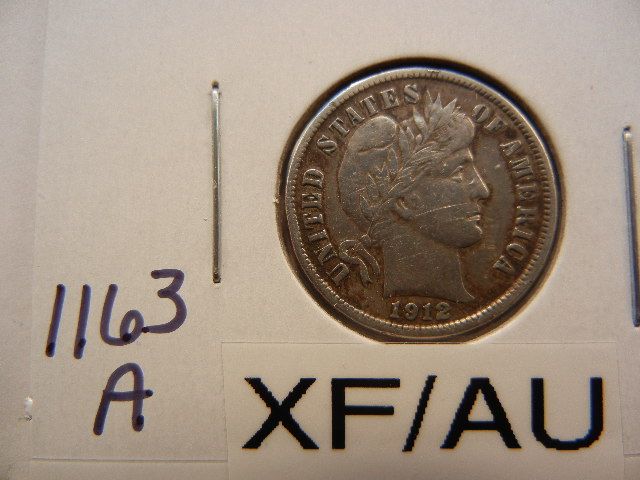 UNITED STATES OF AMERICA
1912
1163
A
XF/AU